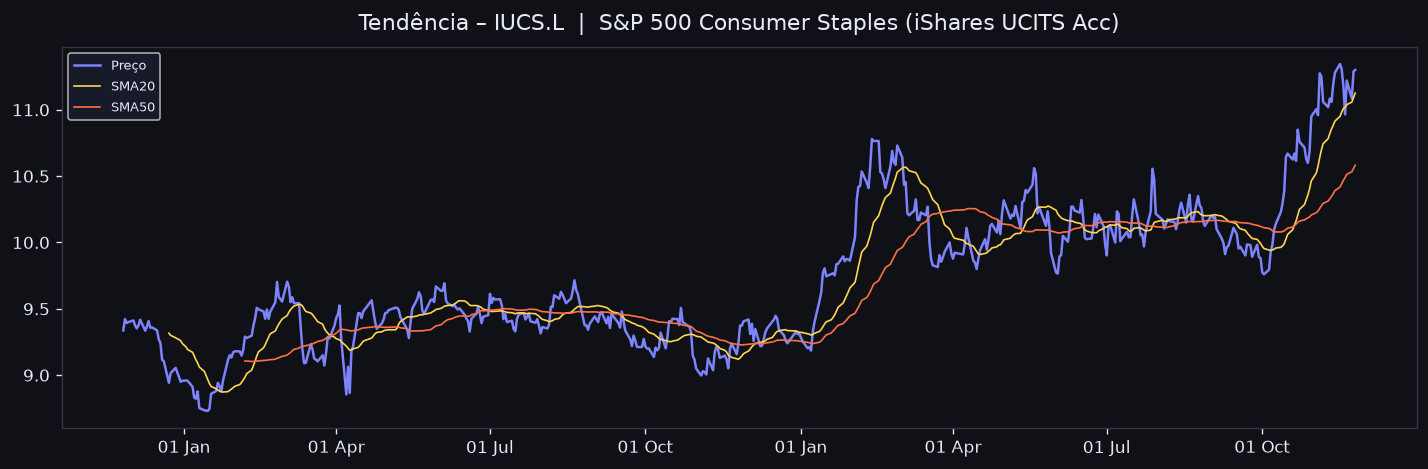 Tendência – IUCS.L | S&P 500 Consumer Staples (iShares UCITS Acc)
Preço
SMA20
SMA50
11.0
10.5
10.0
9.5
9.0
01 Jan 01 Apr 01 Jul 01 Oct 01 Jan 01 Apr 01 Jul 01 Oct